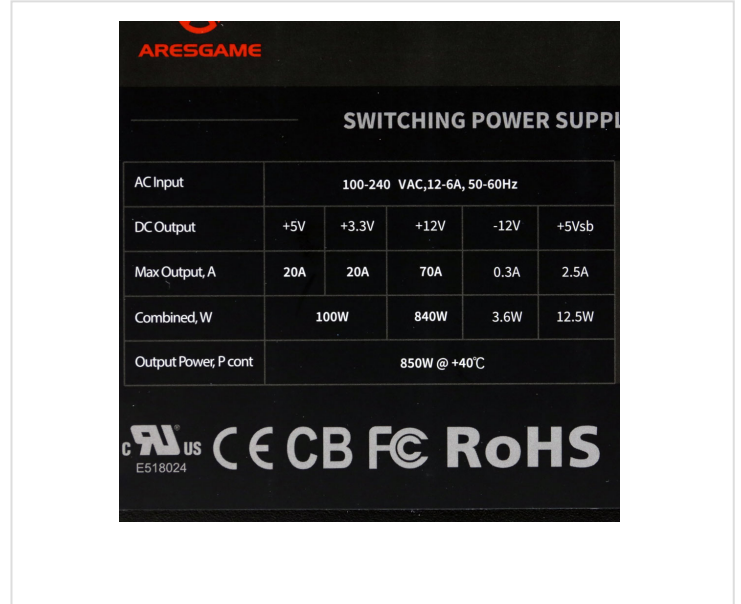 ARESGAME
SWITCHING POWER SUPPL
AC Input 100-240 VAC,12-6A, 50-60Hz
DC Output +5V +3.3V +12V -12V +5Vsb
Max Output, A 20A 20A 70A 0.3A 2.5A
Combined, W 100W 840W 3.6W 12.5W
Output Power, P cont 850W @ +40℃
c RU ® US CE CB FC RoHS
E518024